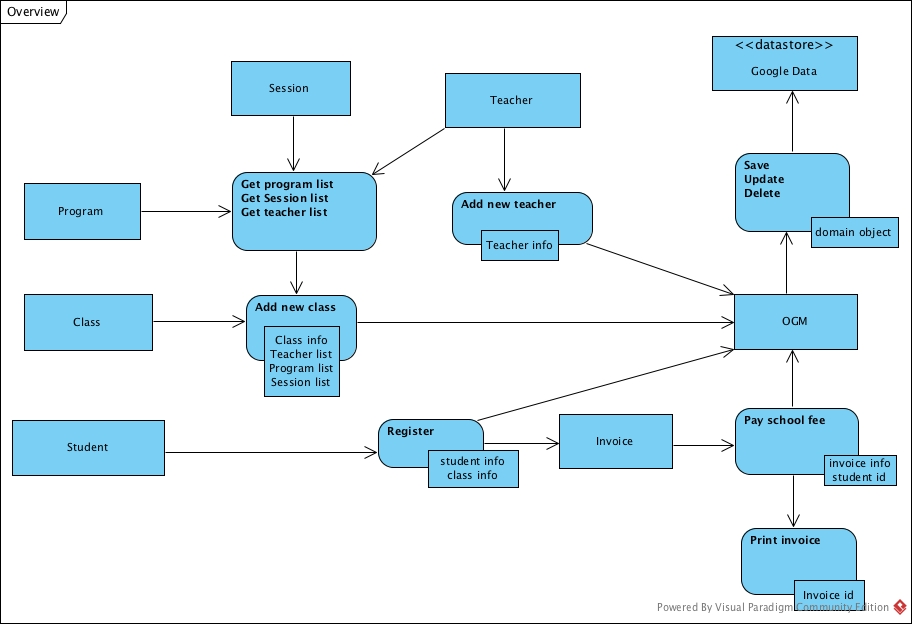 Overview
<<datastore>>
Google Data
Session
Teacher
Save
Update
Delete
domain object
Program
Get program list
Get Session list
Get teacher list
Add new teacher
Teacher info
Class
Add new class
Class info
Teacher list
Program list
Session list
OGM
Student
Register
student info
class info
Invoice
Pay school fee
invoice info
student id
Print invoice
Invoice id
Powered By Visual Paradigm Community Edition